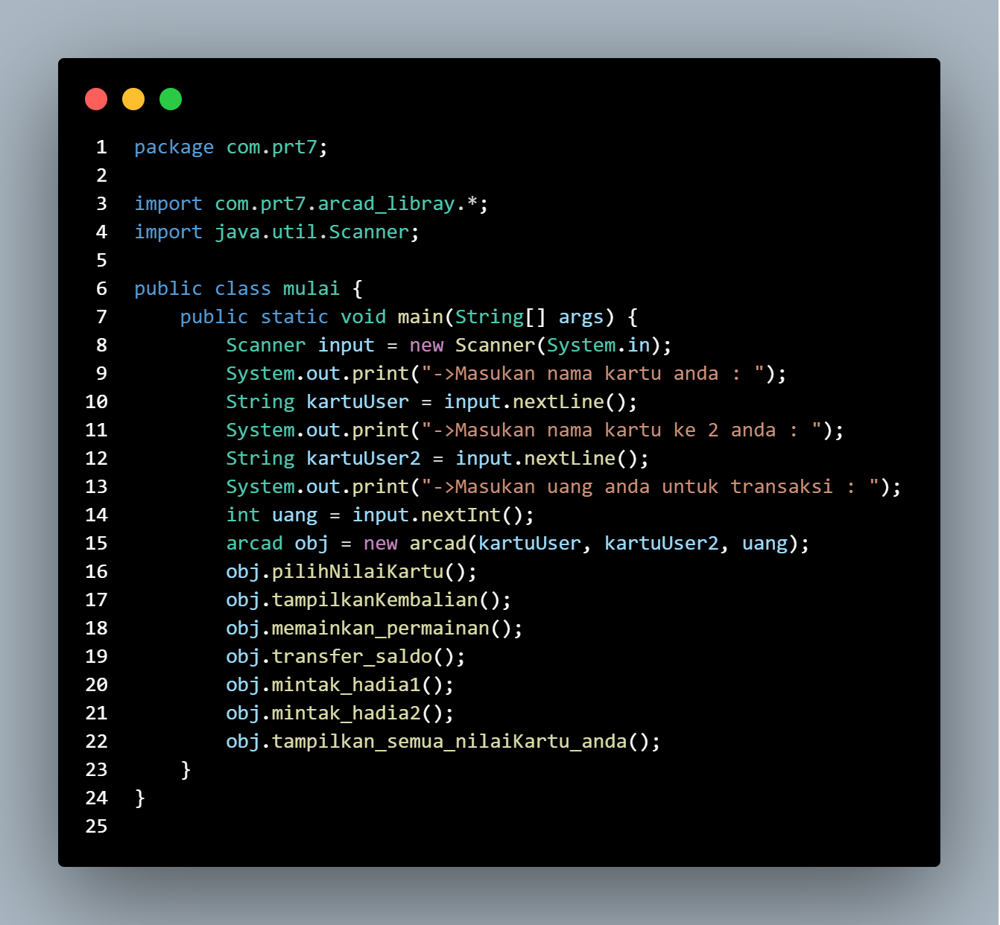 1 package com.prt7;
2
3 import com.prt7.arcad_libray.*;
4 import java.util.Scanner;
5
6 public class mulai {
7     public static void main(String[] args) {
8         Scanner input = new Scanner(System.in);
9         System.out.print("->Masukan nama kartu anda : ");
10         String kartuUser = input.nextLine();
11         System.out.print("->Masukan nama kartu ke 2 anda : ");
12         String kartuUser2 = input.nextLine();
13         System.out.print("->Masukan uang anda untuk transaksi : ");
14         int uang = input.nextInt();
15         arcad obj = new arcad(kartuUser, kartuUser2, uang);
16         obj.pilihNilaiKartu();
17         obj.tampilkanKembalian();
18         obj.memainkan_permainan();
19         obj.transfer_saldo();
20         obj.mintak_hadia1();
21         obj.mintak_hadia2();
22         obj.tampilkan_semua_nilaiKartu_anda();
23     }
24 }
25